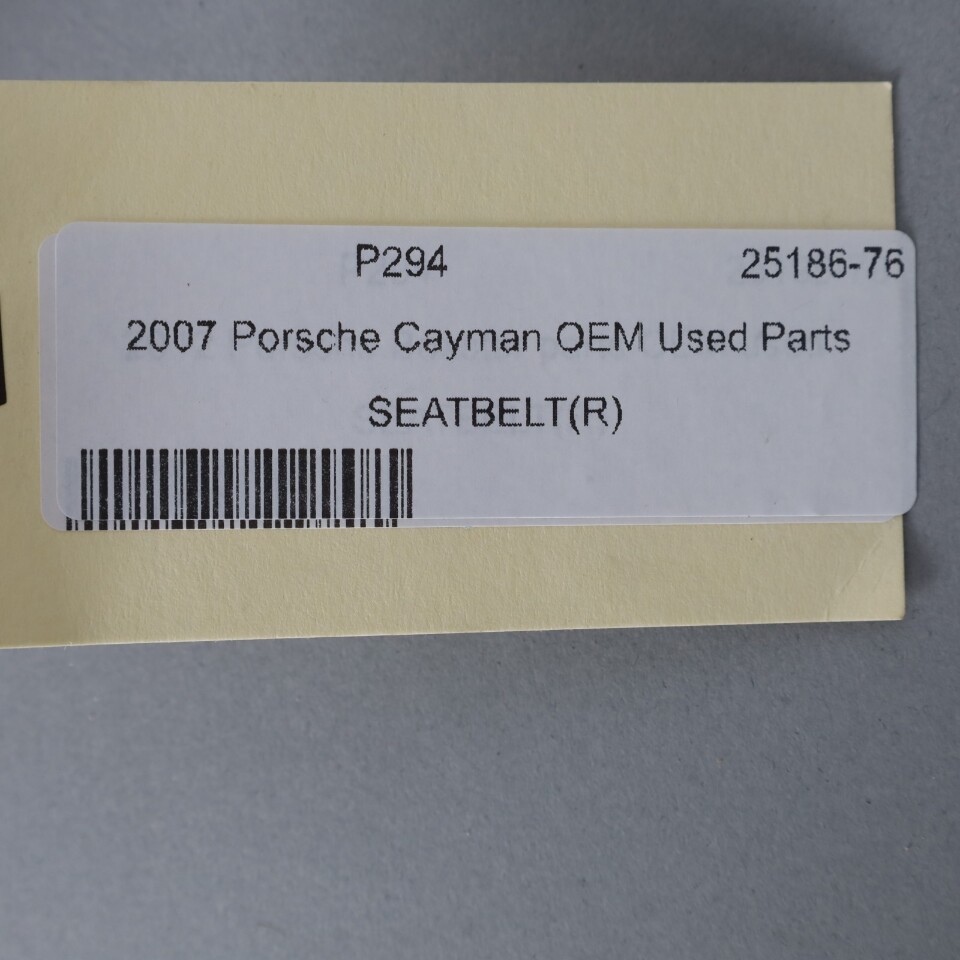 P294 25186-76
2007 Porsche Cayman OEM Used Parts
SEATBELT(R)